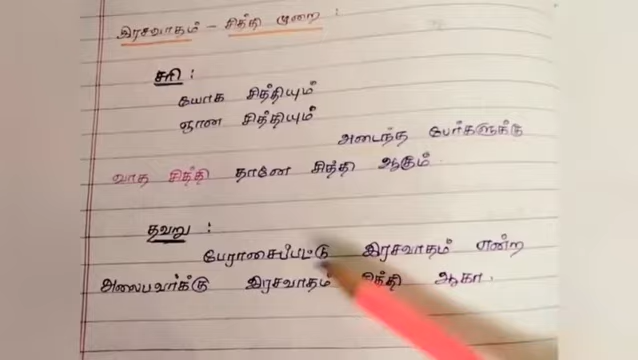 இரசவாதம் - சித்தி முறை :
சரி :
யோக சித்தியும்
ஞான சித்தியும்
அடைந்த பேர்களுக்கு
வாத சித்தி தானே சித்தி ஆகும்.
தவறு :
பேராசைப்பட்டு இரசவாதம் என்ற
அலைபவர்க்கு இரசவாதம் சித்தி ஆகா.